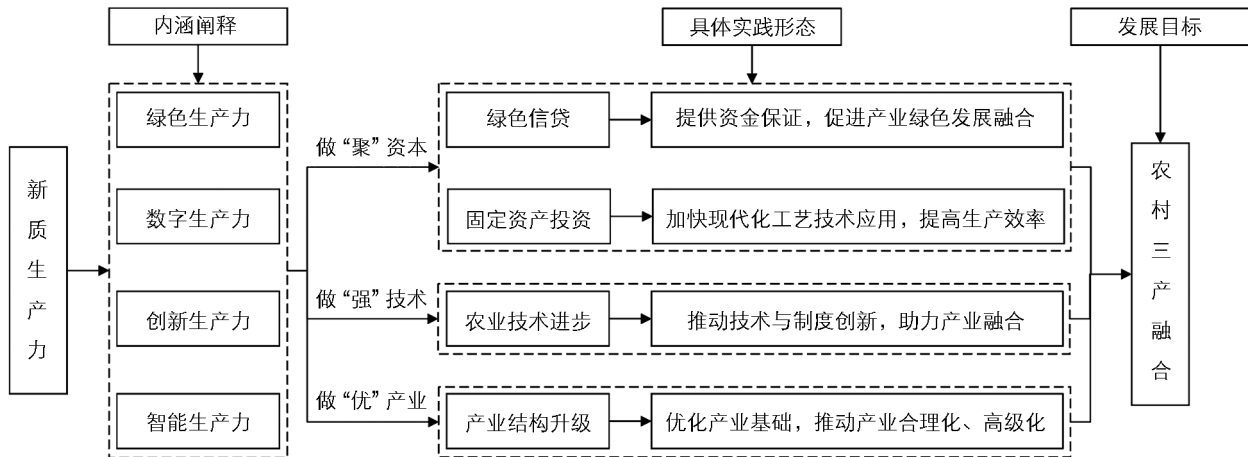 内涵阐释
具体实践形态
发展目标
新质生产力
绿色生产力
数字生产力
创新生产力
智能生产力
做“聚”资本
绿色信贷
提供资金保证，促进产业绿色发展融合
固定资产投资
加快现代化工艺技术应用，提高生产效率
做“强”技术
农业技术进步
推动技术与制度创新，助力产业融合
做“优”产业
产业结构升级
优化产业基础，推动产业合理化、高级化
农村三产融合